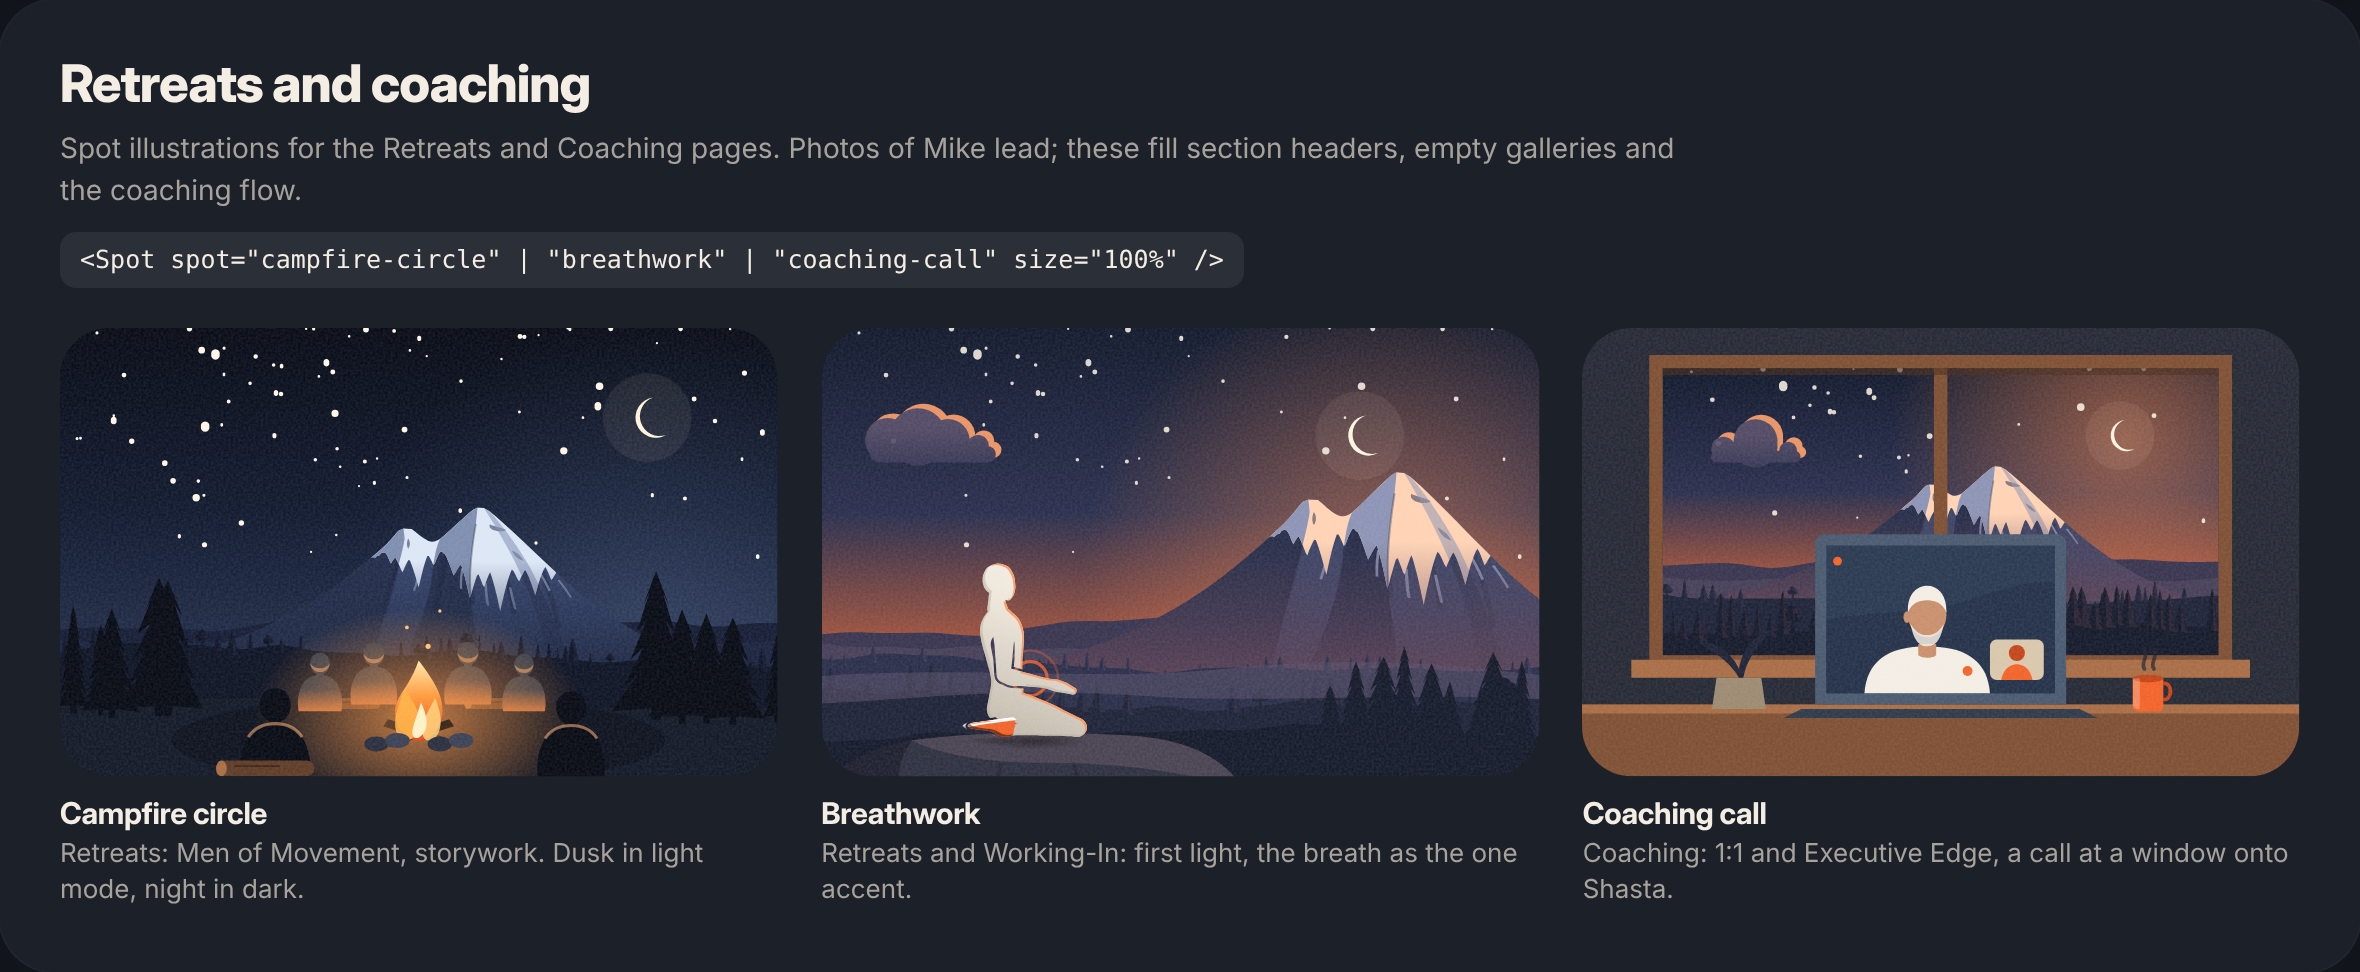 Retreats and coaching
Spot illustrations for the Retreats and Coaching pages. Photos of Mike lead; these fill section headers, empty galleries and
the coaching flow.
<Spot spot="campfire-circle" | "breathwork" | "coaching-call" size="100%" />
Campfire circle
Retreats: Men of Movement, storywork. Dusk in light
mode, night in dark.
Breathwork
Retreats and Working-In: first light, the breath as the one
accent.
Coaching call
Coaching: 1:1 and Executive Edge, a call at a window onto
Shasta.